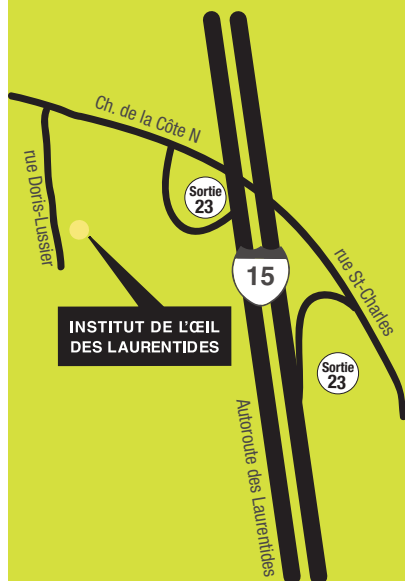 Ch. de la Côte N
rue Doris-Lussier
Sortie
23
15
rue St-Charles
INSTITUT DE L'ŒIL
DES LAURENTIDES
Sortie
23
Autoroute des Laurentides